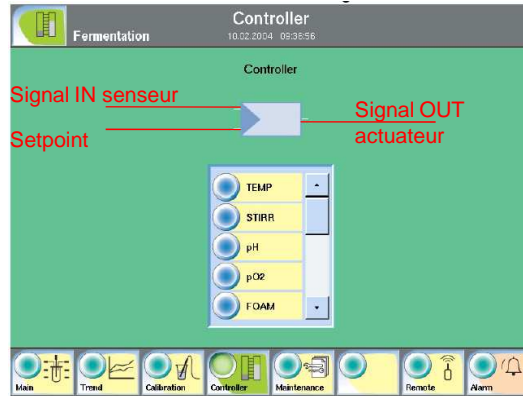 Controller
Fermentation
10.02.2004 09:36:56
Controller
Signal IN senseur
Signal OUT
actuateur
Setpoint
TEMP
STIRR
pH
pO2
FOAM
Main
Trend
Calibration
Controller
Maintenance
Remote
Alarm